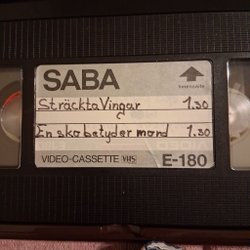 SABA
Sträckta Vingar 1.30
En sko betyder mord 1.30
VIDEO-CASSETTE VHS E-180